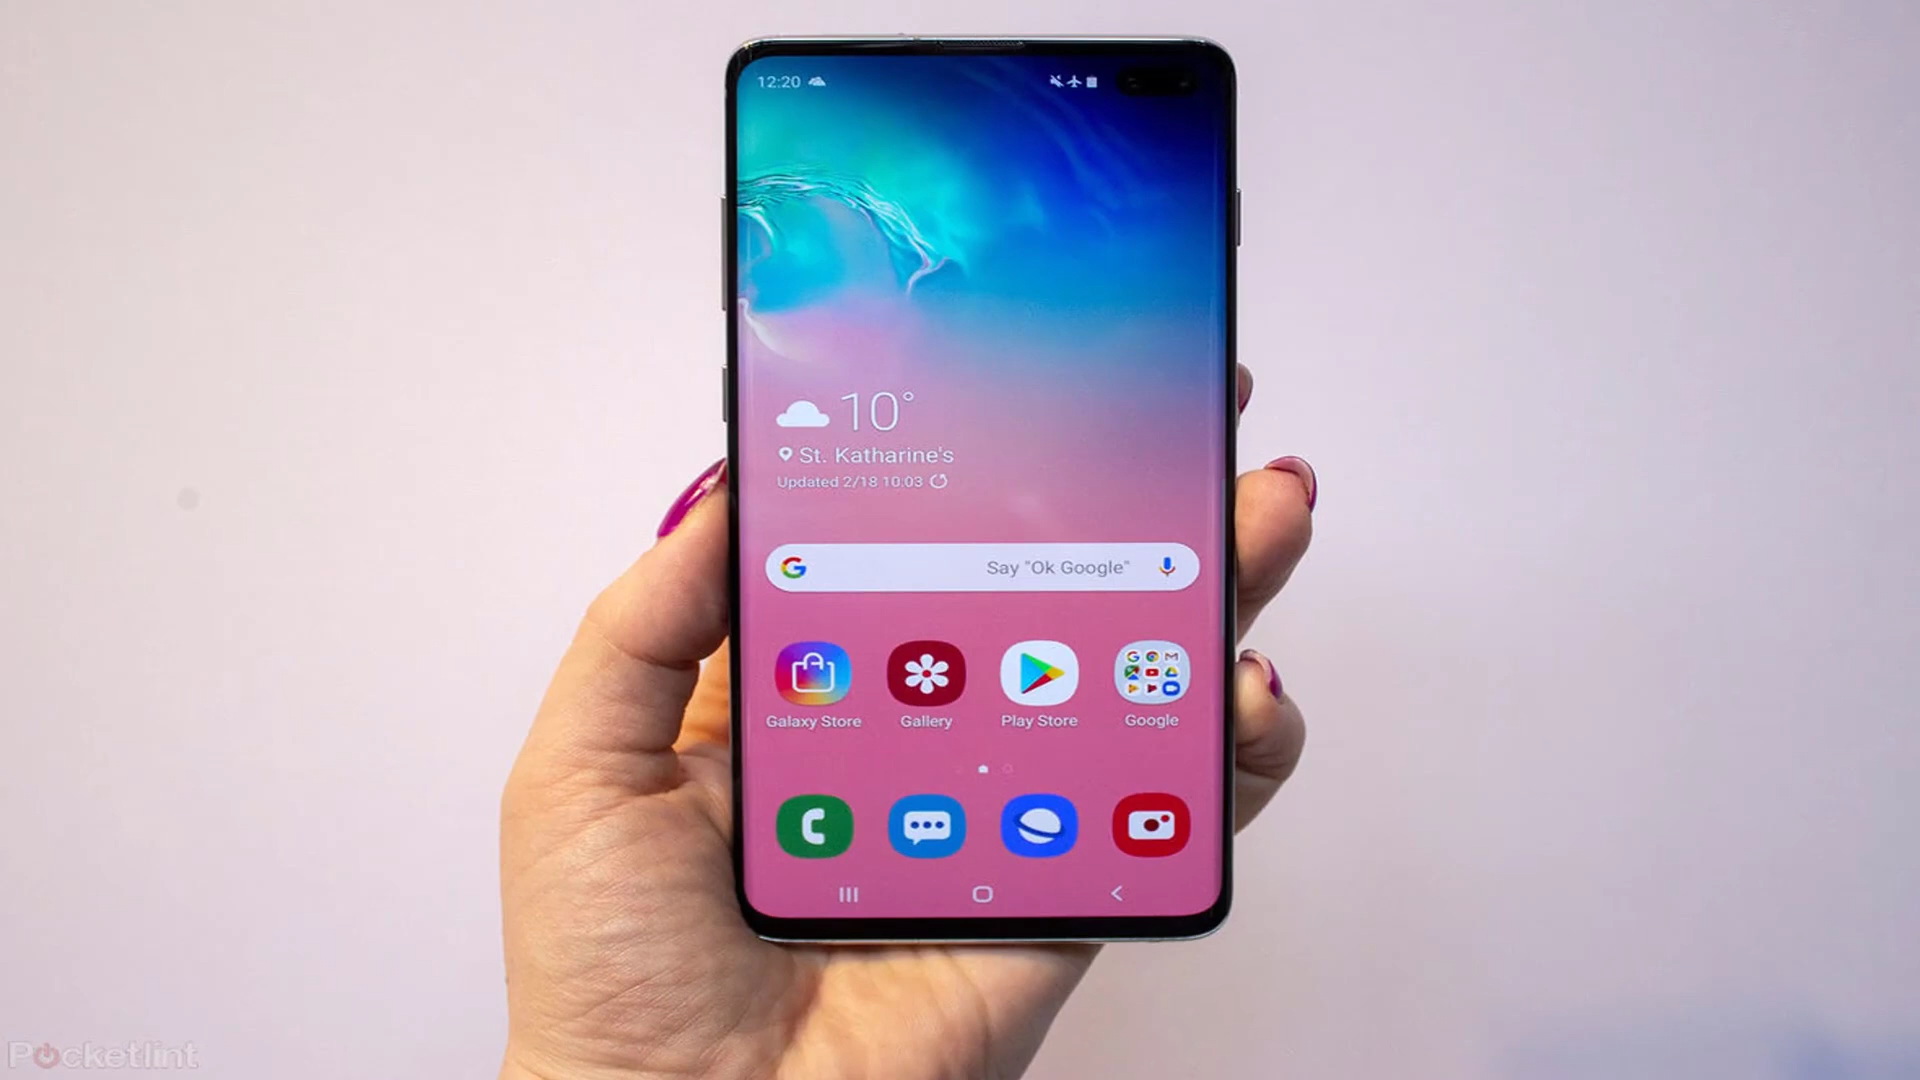 12:20
10°
St. Katharine's
Updated 2/18 10:03
G Say "Ok Google"
Galaxy Store Gallery Play Store Google
Pocketlint